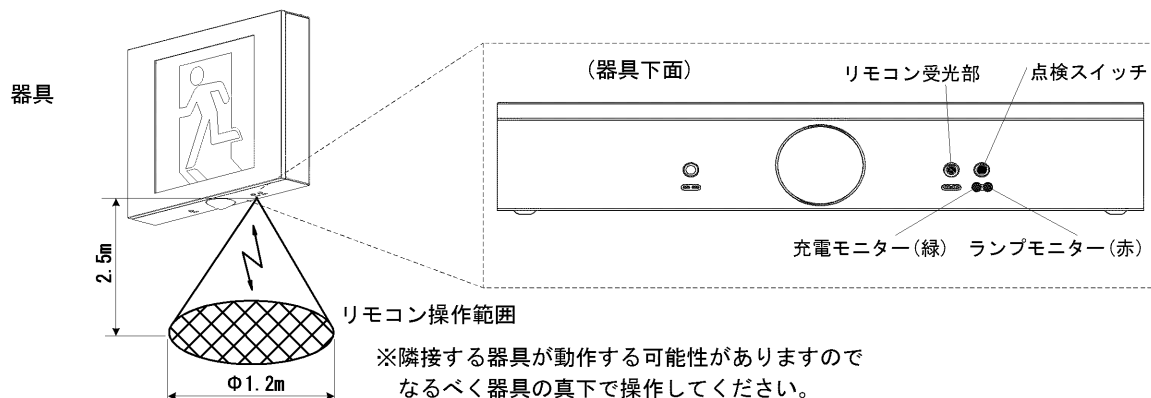 器具
(器具下面)
リモコン受光部
点検スイッチ
充電モニター(緑)
ランプモニター(赤)
2.5m
リモコン操作範囲
Φ1.2m
※隣接する器具が動作する可能性がありますので
なるべく器具の真下で操作してください。